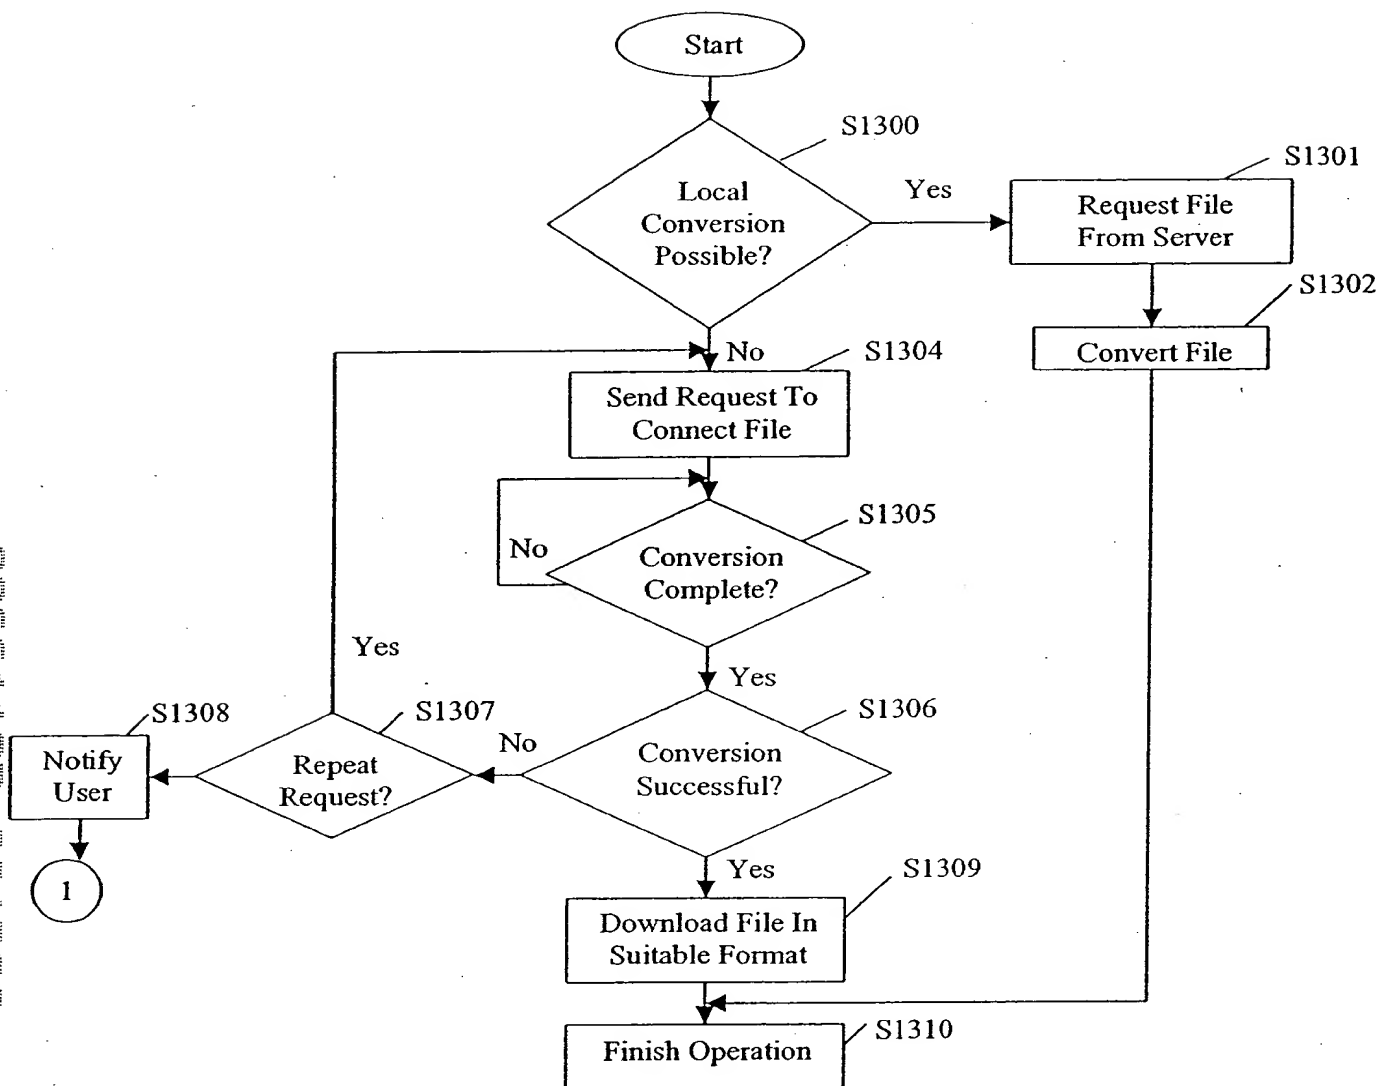 Start
S1300
Local
Conversion
Possible?
Yes
S1301
Request File
From Server
S1302
Convert File
No
S1304
Send Request To
Connect File
S1305
No
Conversion
Complete?
Yes
Yes
S1306
Conversion
Successful?
No
S1307
Repeat
Request?
S1308
Notify
User
1
Yes
S1309
Download File In
Suitable Format
S1310
Finish Operation